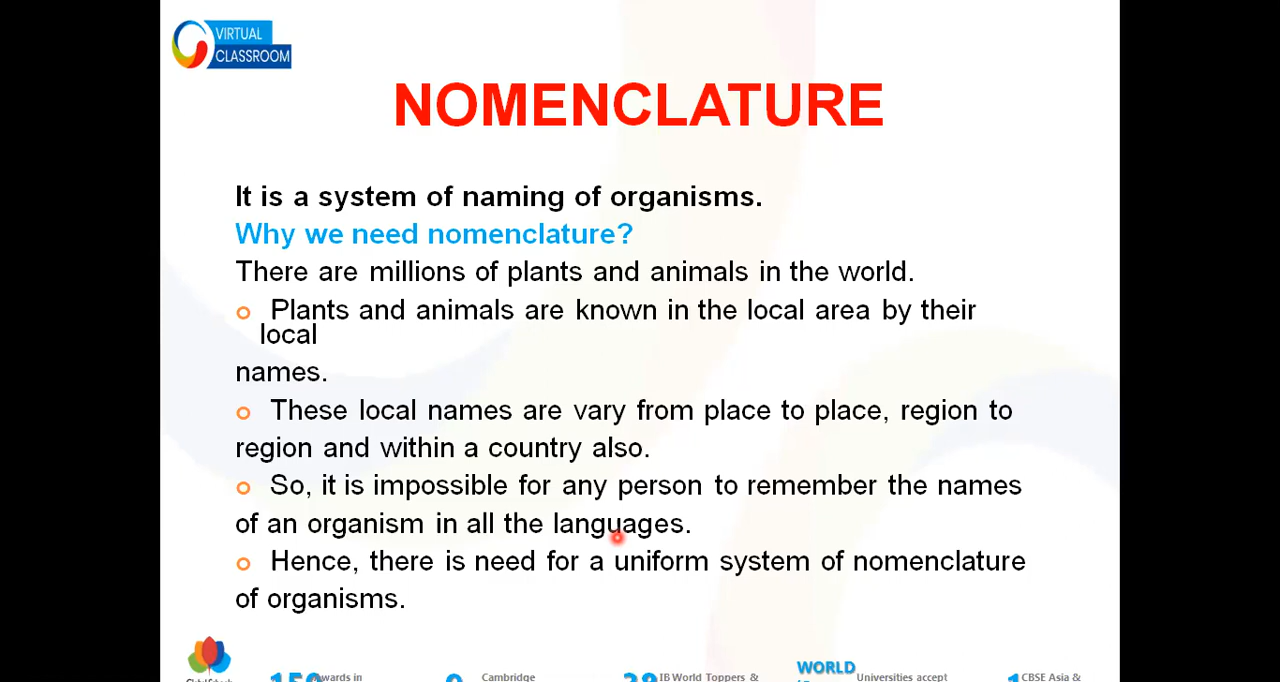 VIRTUAL
CLASSROOM
NOMENCLATURE
It is a system of naming of organisms.
Why we need nomenclature?
There are millions of plants and animals in the world.
Plants and animals are known in the local area by their
local
names.
These local names are vary from place to place, region to
region and within a country also.
So, it is impossible for any person to remember the names
of an organism in all the languages.
Hence, there is need for a uniform system of nomenclature
of organisms.
Awards in
Cambridge
IB World Toppers &
WORLD
Universities accept
CBSE Asia &